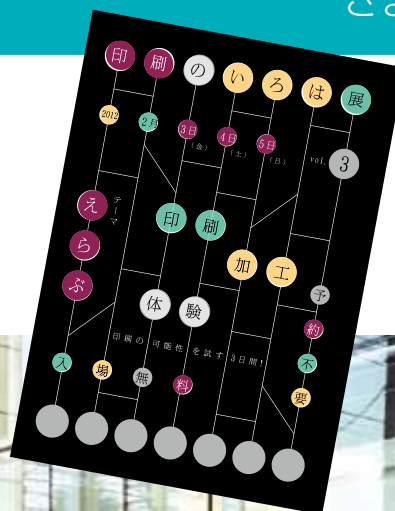 印刷のいろは展
2012 2月 3日(金) 4日(土) 5日(日) vol.3
テーマ
えらぶ
印刷
加工
体験
印刷の可能性を試す3日間!
予約不要
入場無料